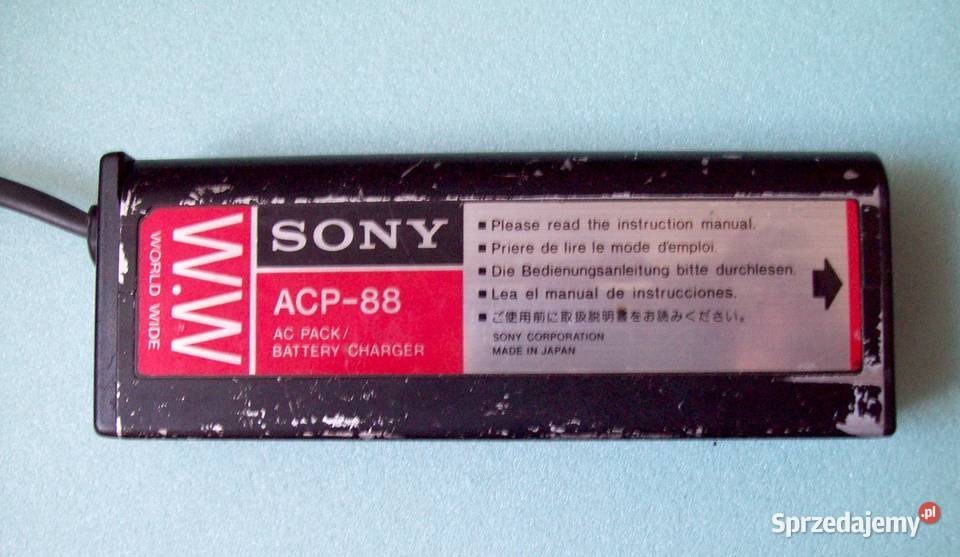 W.W
WORLD WIDE
SONY
ACP-88
AC PACK/
BATTERY CHARGER
▪ Please read the instruction manual.
▪ Priere de lire le mode d'emploi.
▪ Die Bedienungsanleitung bitte durchlesen.
▪ Lea el manual de instrucciones.
▪ ご使用前に取扱説明書をお読みください。
SONY CORPORATION
MADE IN JAPAN
Sprzedajemy.pl